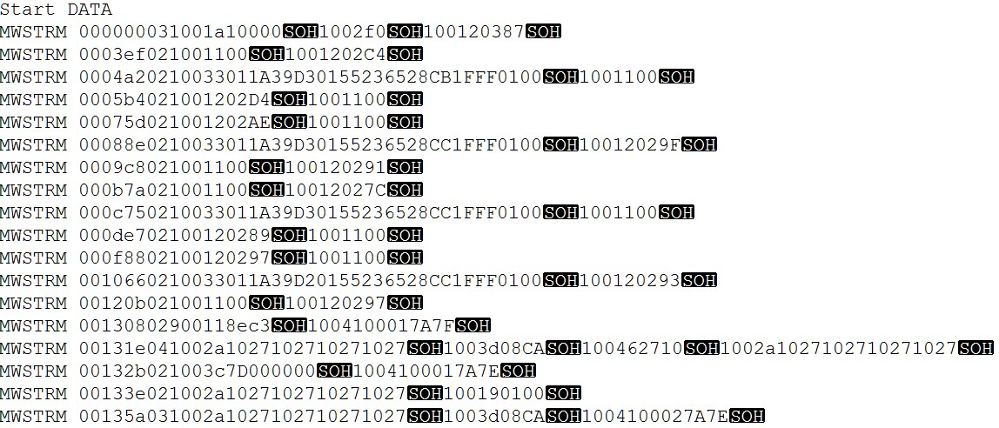 Start DATA
MWSTRM 000000031001a10000SOH1002f0SOH100120387SOH
MWSTRM 0003ef021001100SOH1001202C4SOH
MWSTRM 0004a20210033011A39D30155236528CB1FFF0100SOH1001100SOH
MWSTRM 0005b4021001202D4SOH1001100SOH
MWSTRM 00075d021001202AESOH1001100SOH
MWSTRM 00088e0210033011A39D30155236528CC1FFF0100SOH10012029FSOH
MWSTRM 0009c8021001100SOH100120291SOH
MWSTRM 000b7a021001100SOH10012027CSOH
MWSTRM 000c750210033011A39D30155236528CC1FFF0100SOH1001100SOH
MWSTRM 000de702100120289SOH1001100SOH
MWSTRM 000f8802100120297SOH1001100SOH
MWSTRM 0010660210033011A39D20155236528CC1FFF0100SOH100120293SOH
MWSTRM 00120b021001100SOH100120297SOH
MWSTRM 00130802900118ec3SOH1004100017A7FSOH
MWSTRM 00131e041002a1027102710271027SOH1003d08CASOH100462710SOH1002a1027102710271027SOH
MWSTRM 00132b021003c7D000000SOH1004100017A7ESOH
MWSTRM 00133e021002a1027102710271027SOH100190100SOH
MWSTRM 00135a031002a1027102710271027SOH1003d08CASOH1004100027A7ESOH